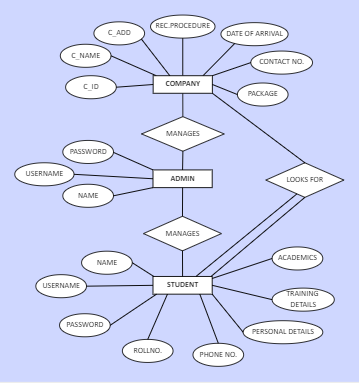 REC.PROCEDURE
C_ADD
DATE OF ARRIVAL
C_NAME
CONTACT NO.
C_ID
COMPANY
PACKAGE
MANAGES
PASSWORD
USERNAME
ADMIN
LOOKS FOR
NAME
MANAGES
NAME
ACADEMICS
USERNAME
STUDENT
TRAINING
DETAILS
PASSWORD
PERSONAL DETAILS
ROLLNO.
PHONE NO.